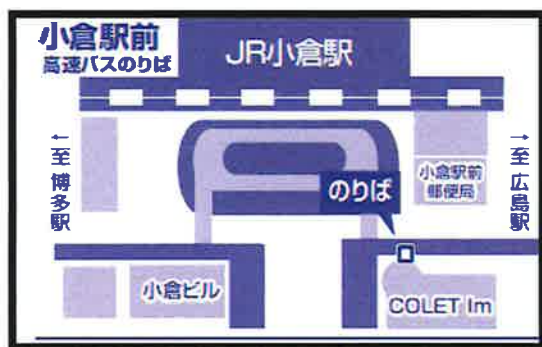 小倉駅前
高速バスのりば
JR小倉駅
←至 博多駅
→至 広島駅
小倉駅前
郵便局
のりば
小倉ビル
COLET Im